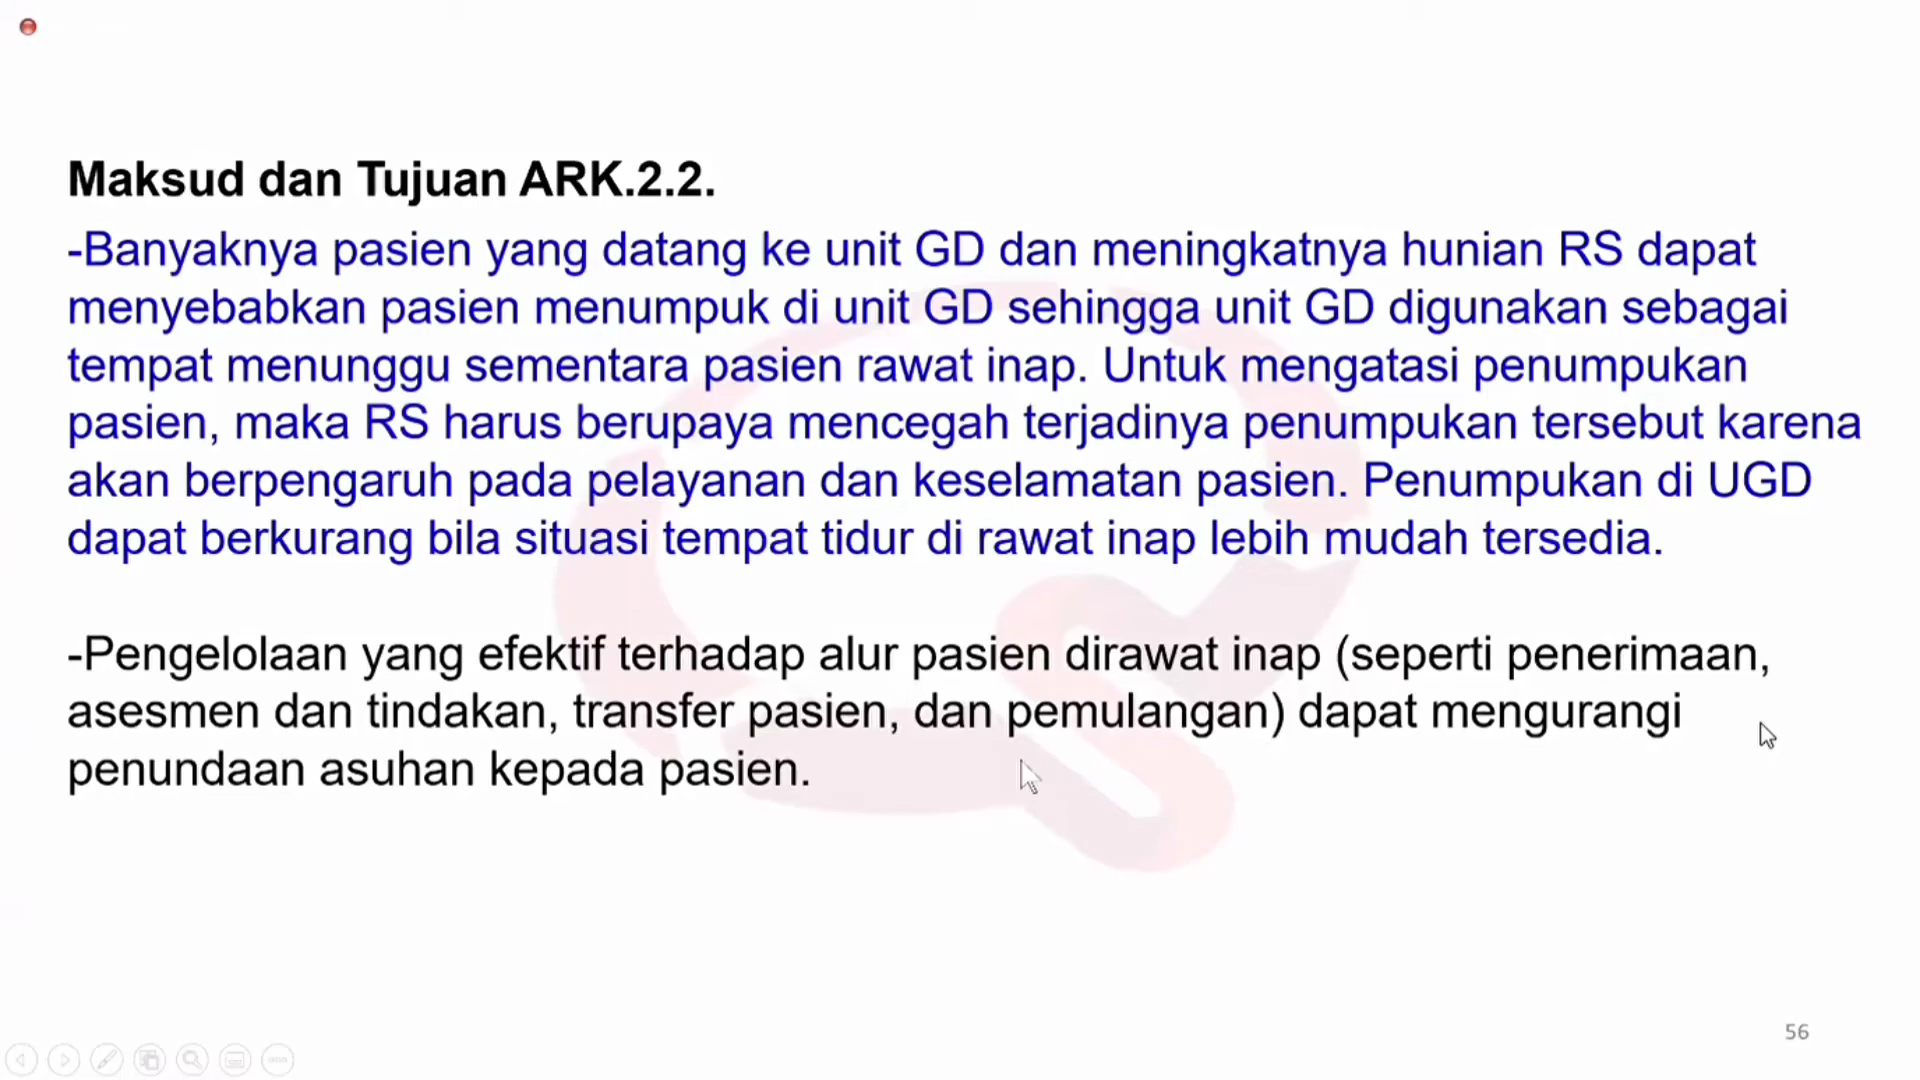 Maksud dan Tujuan ARK.2.2.
-Banyaknya pasien yang datang ke unit GD dan meningkatnya hunian RS dapat
menyebabkan pasien menumpuk di unit GD sehingga unit GD digunakan sebagai
tempat menunggu sementara pasien rawat inap. Untuk mengatasi penumpukan
pasien, maka RS harus berupaya mencegah terjadinya penumpukan tersebut karena
akan berpengaruh pada pelayanan dan keselamatan pasien. Penumpukan di UGD
dapat berkurang bila situasi tempat tidur di rawat inap lebih mudah tersedia.
-Pengelolaan yang efektif terhadap alur pasien dirawat inap (seperti penerimaan,
asesmen dan tindakan, transfer pasien, dan pemulangan) dapat mengurangi
penundaan asuhan kepada pasien.
56